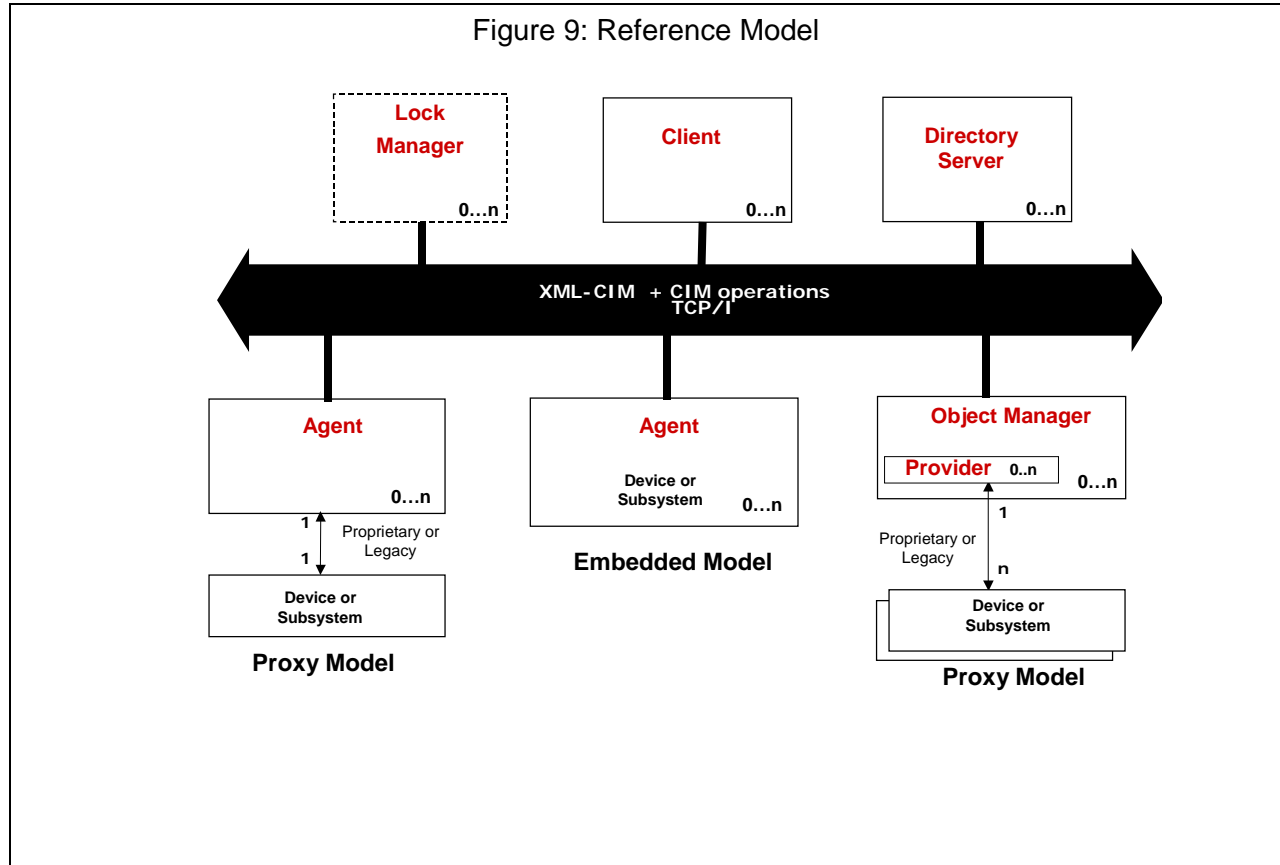 Figure 9: Reference Model
Lock
Manager
0...n
Client
0...n
Directory
Server
0...n
XML-CIM + CIM operations
TCP/I
Agent
0...n
1
Proprietary or
Legacy
1
Device or
Subsystem
Proxy Model
Agent
Device or
Subsystem
0...n
Embedded Model
Object Manager
Provider 0..n
0...n
1
Proprietary or
Legacy
n
Device or
Subsystem
Proxy Model